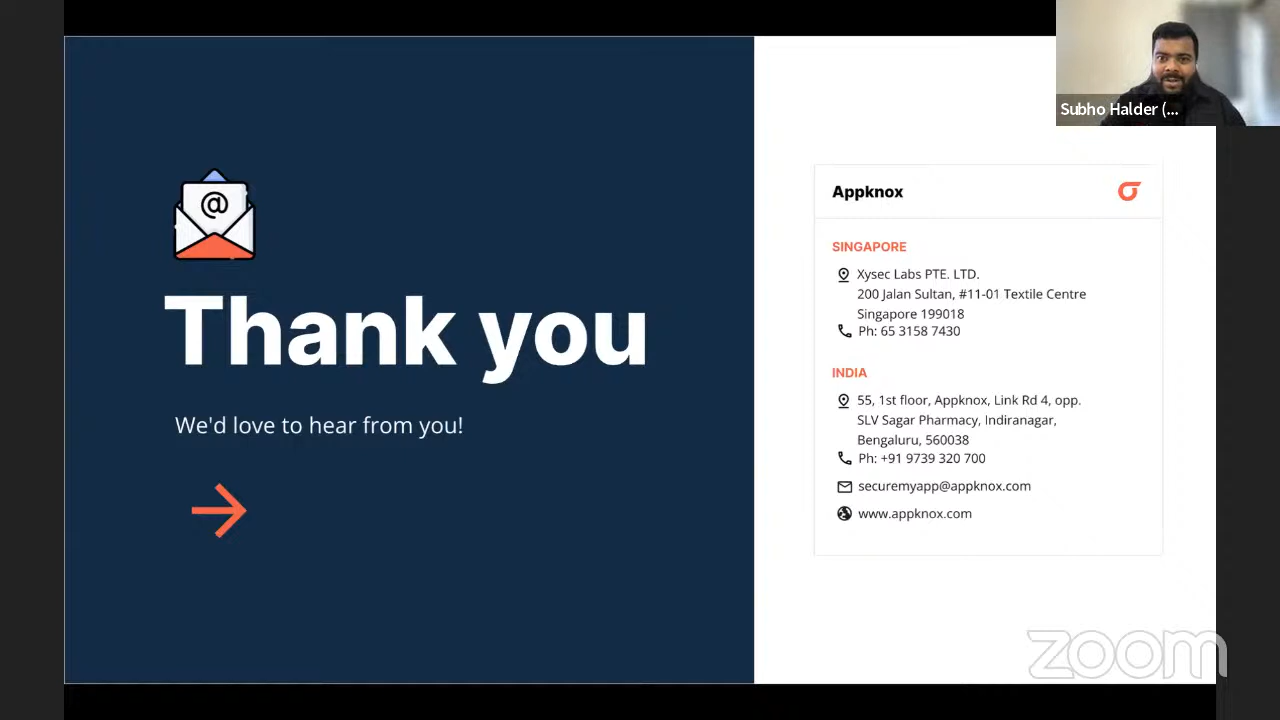 Subho Halder (...
@
Thank you
We'd love to hear from you!
Appknox
SINGAPORE
Xysec Labs PTE. LTD.
200 Jalan Sultan, #11-01 Textile Centre
Singapore 199018
Ph: 65 3158 7430
INDIA
55, 1st floor, Appknox, Link Rd 4, opp.
SLV Sagar Pharmacy, Indiranagar,
Bengaluru, 560038
Ph: +91 9739 320 700
securemyapp@appknox.com
www.appknox.com
zoom